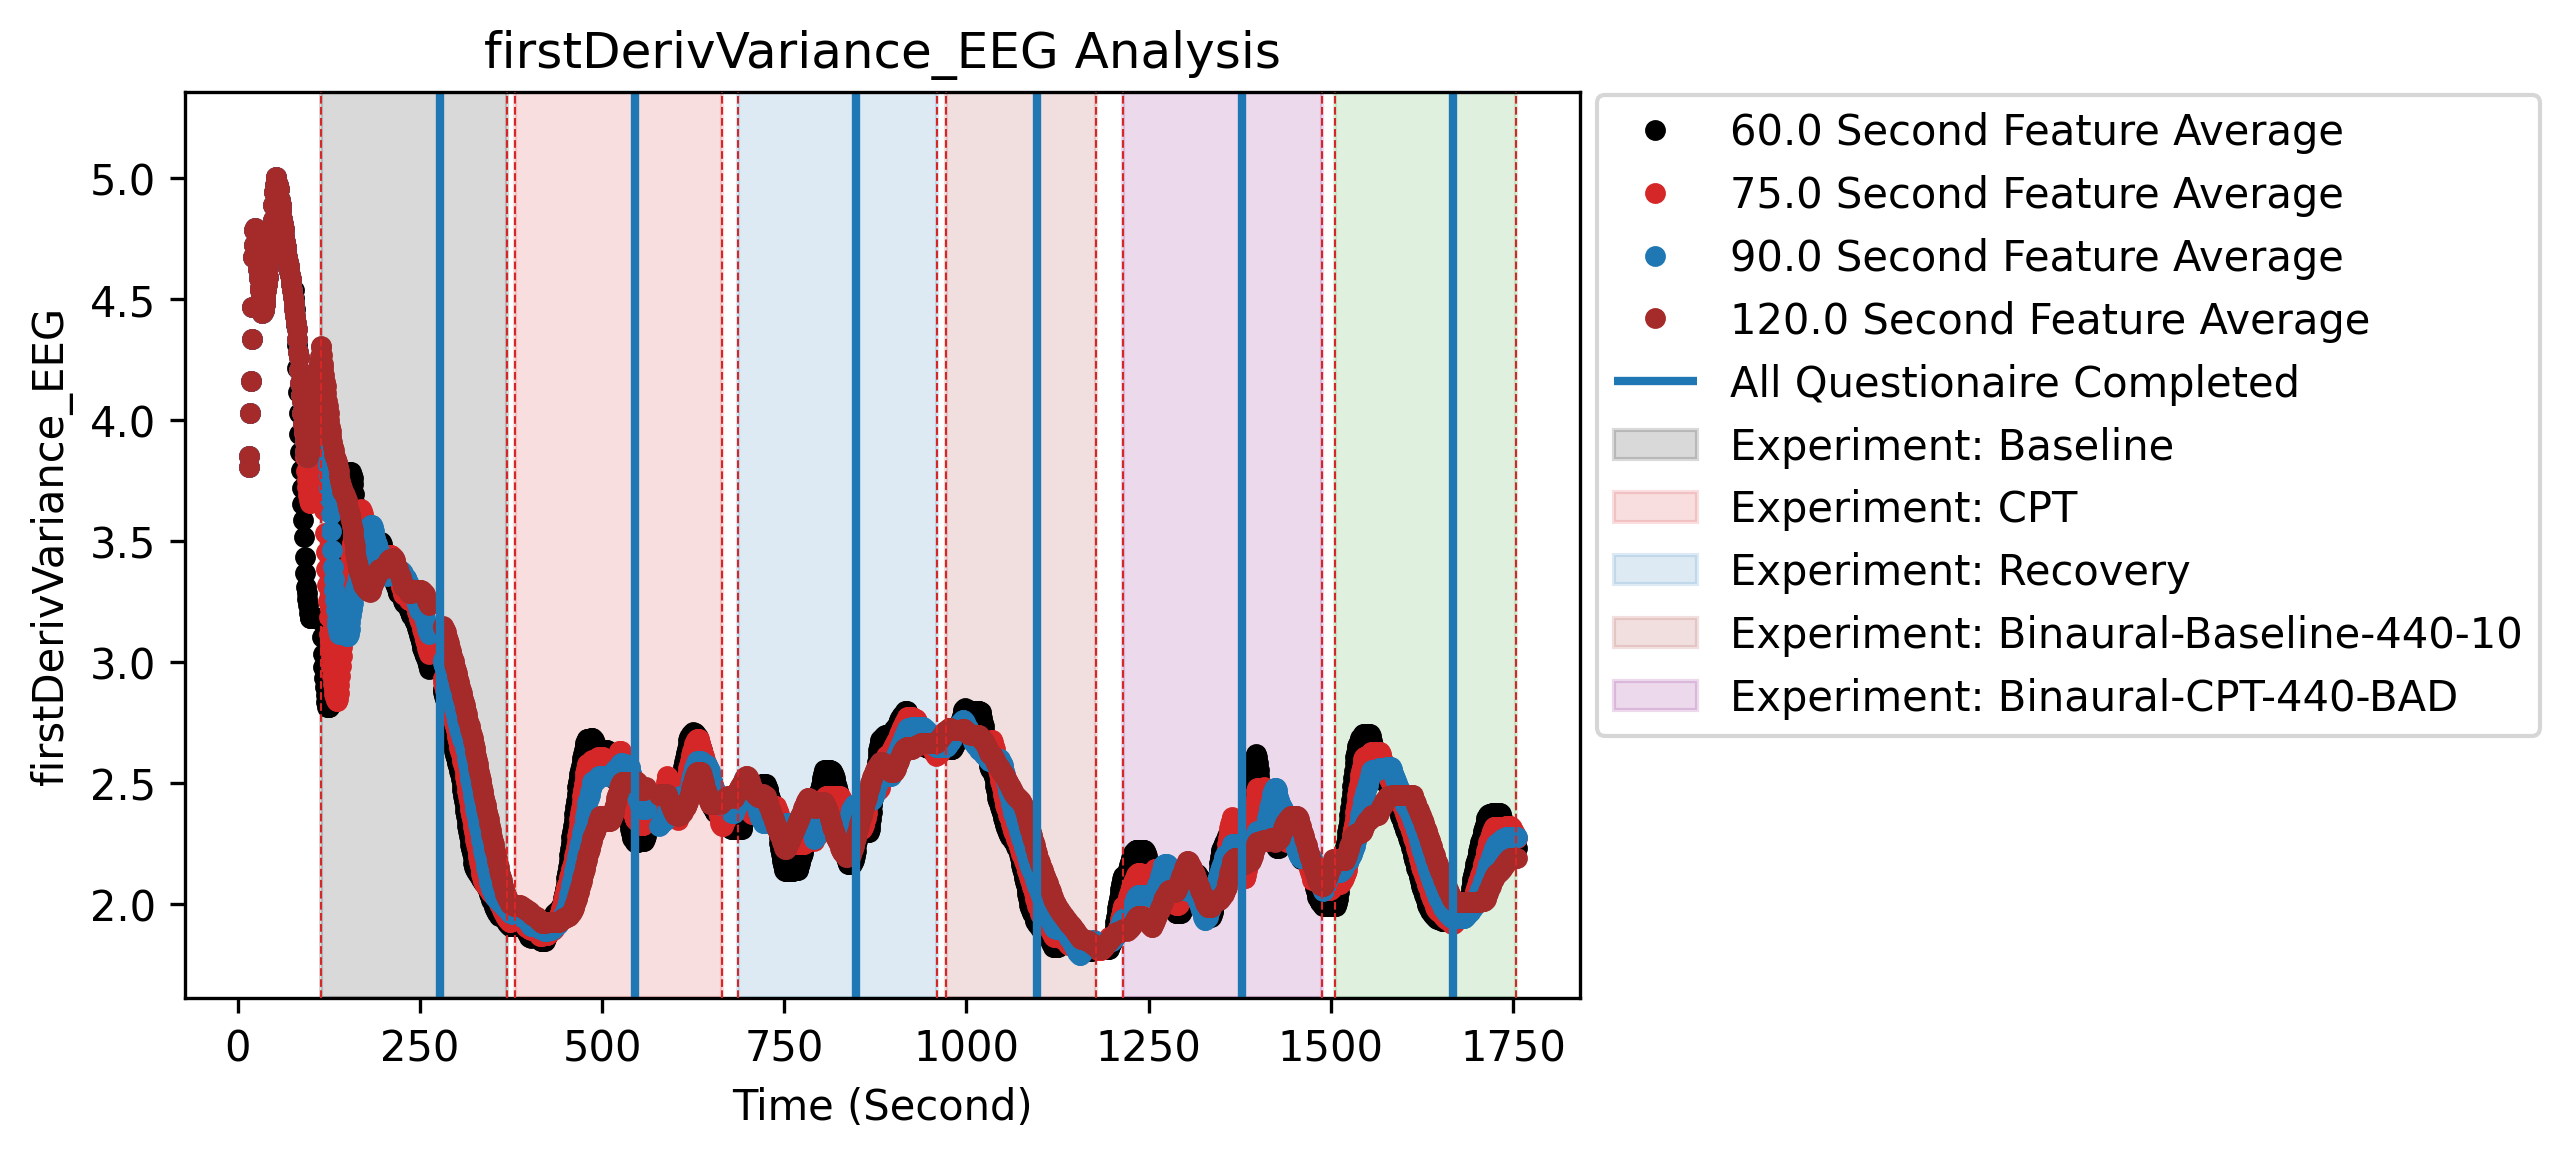 firstDerivVariance_EEG Analysis
firstDerivVariance_EEG
5.0
4.5
4.0
3.5
3.0
2.5
2.0
0
250
500
750
1000
1250
1500
1750
Time (Second)
60.0 Second Feature Average
75.0 Second Feature Average
90.0 Second Feature Average
120.0 Second Feature Average
All Questionaire Completed
Experiment: Baseline
Experiment: CPT
Experiment: Recovery
Experiment: Binaural-Baseline-440-10
Experiment: Binaural-CPT-440-BAD